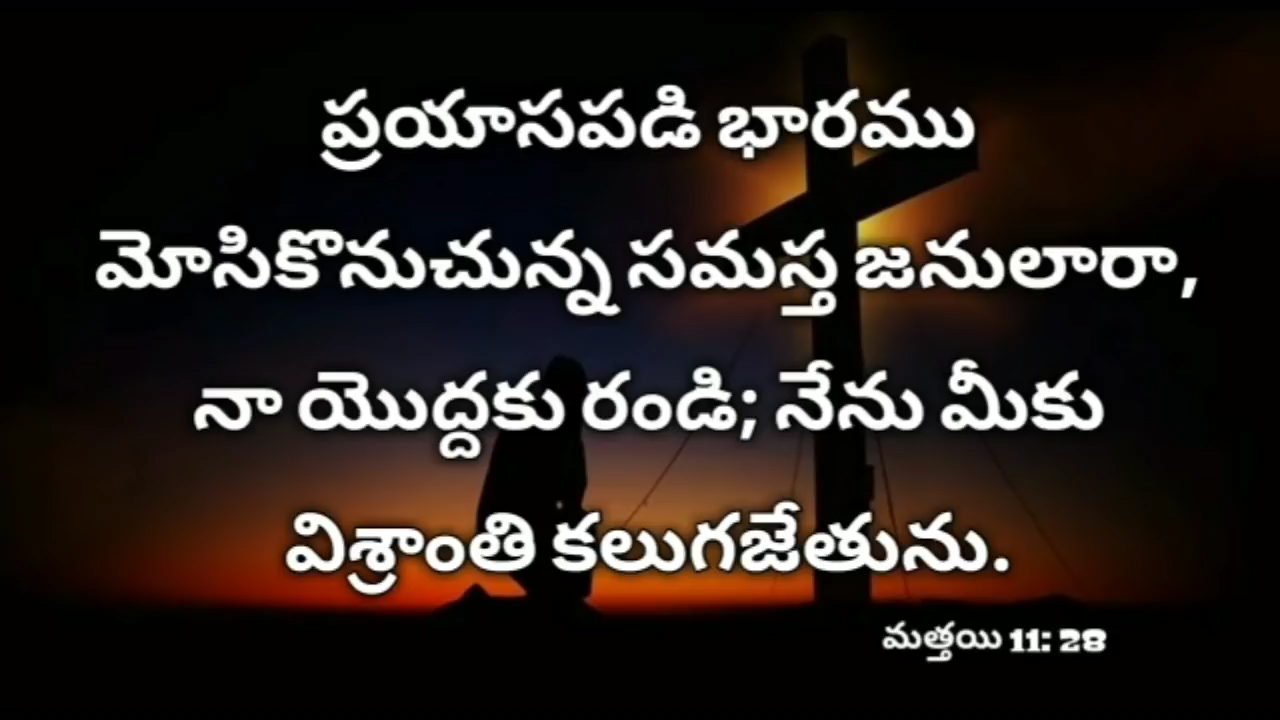 ప్రయాసపడి భారము
మోసికొనుచున్న సమస్త జనులారా,
నా యొద్దకు రండి; నేను మీకు
విశ్రాంతి కలుగజేతును.
మత్తయి 11: 28